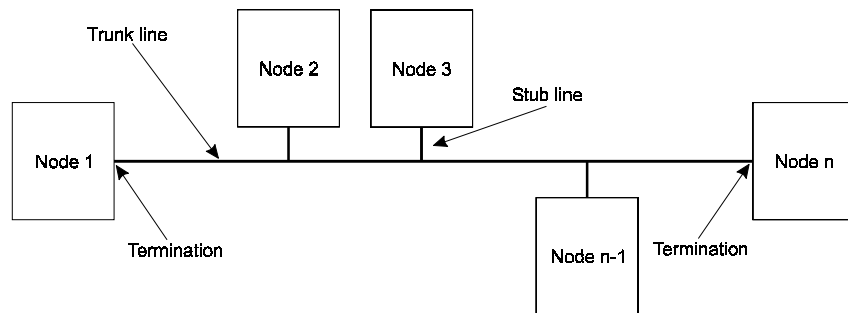 Trunk line
Node 2
Node 3
Stub line
Node 1
Node n
Termination
Termination
Node n-1